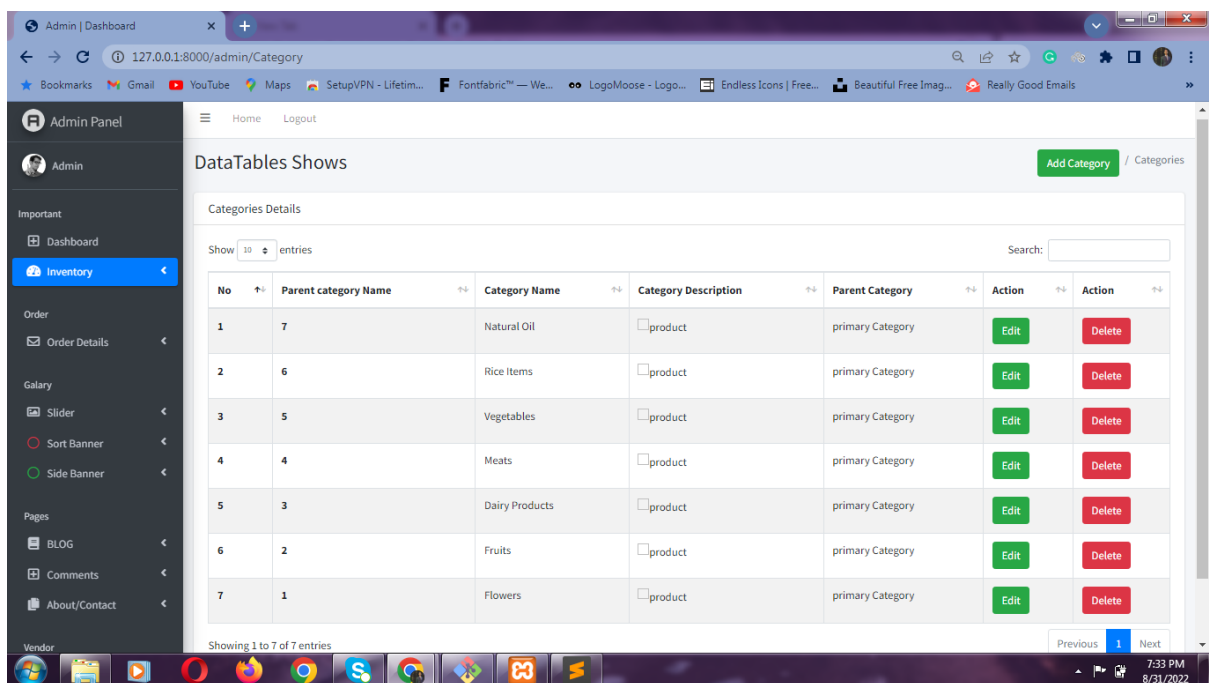 Admin | Dashboard
127.0.0.1:8000/admin/Category
Bookmarks Gmail YouTube Maps SetupVPN - Lifetim... Fontfabric™ — We... LogoMoose - Logo... Endless Icons | Free... Beautiful Free Imag... Really Good Emails »
Admin Panel
Home Logout
Admin
DataTables Shows
Add Category / Categories
Important
Dashboard
Inventory
Order
Order Details
Galary
Slider
Sort Banner
Side Banner
Pages
BLOG
Comments
About/Contact
Vendor
Categories Details
Show 10 entries
Search:
No Parent category Name Category Name Category Description Parent Category Action Action
1 7 Natural Oil product primary Category Edit Delete
2 6 Rice Items product primary Category Edit Delete
3 5 Vegetables product primary Category Edit Delete
4 4 Meats product primary Category Edit Delete
5 3 Dairy Products product primary Category Edit Delete
6 2 Fruits product primary Category Edit Delete
7 1 Flowers product primary Category Edit Delete
Showing 1 to 7 of 7 entries
Previous 1 Next
7:33 PM
8/31/2022